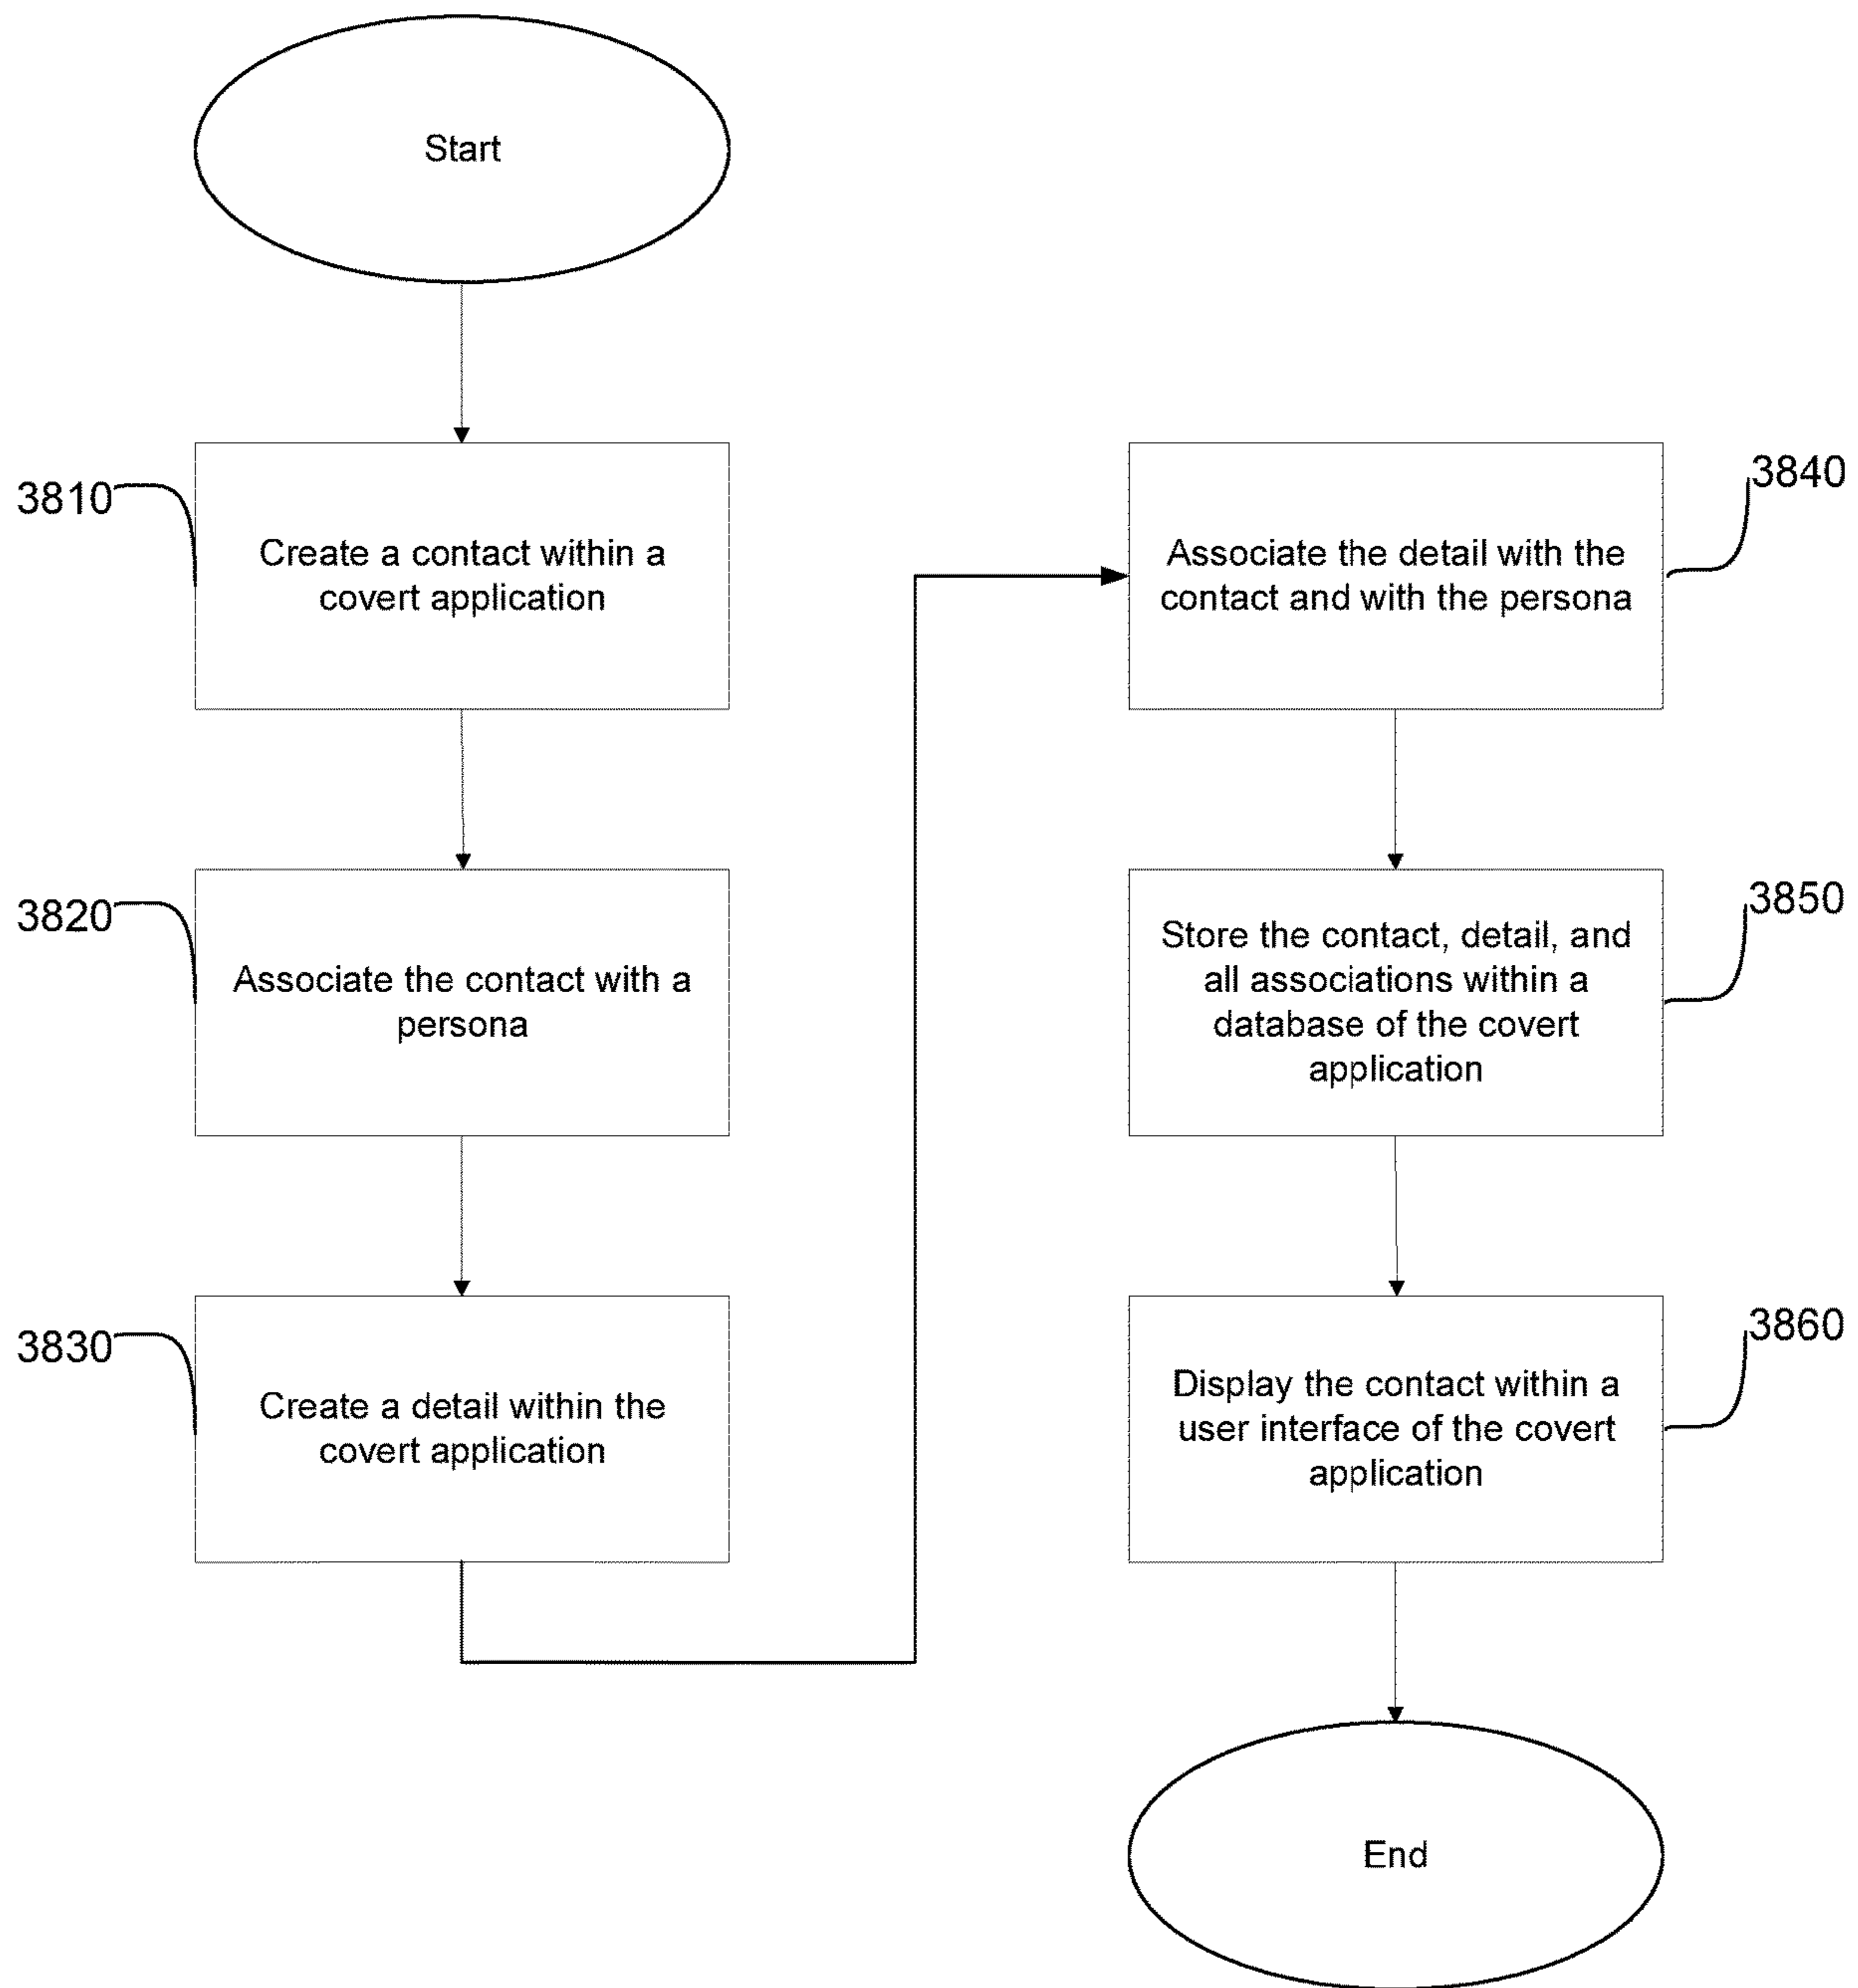 Start
3810
Create a contact within a
covert application
3820
Associate the contact with a
persona
3830
Create a detail within the
covert application
3840
Associate the detail with the
contact and with the persona
3850
Store the contact, detail, and
all associations within a
database of the covert
application
3860
Display the contact within a
user interface of the covert
application
End